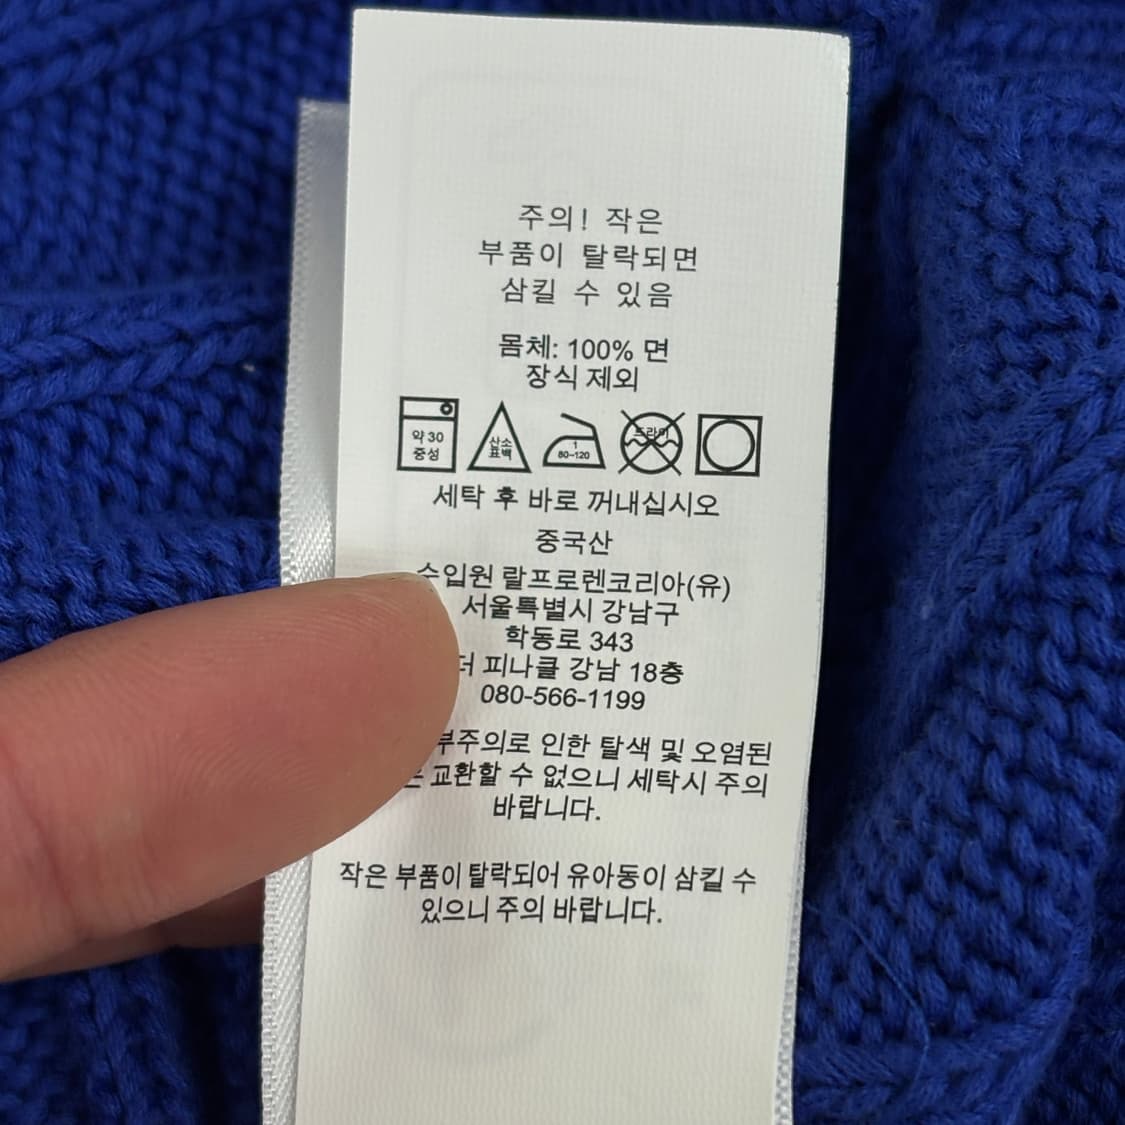 주의! 작은
부품이 탈락되면
삼킬 수 있음
몸체: 100% 면
장식 제외
약 30
중성
산소
표백
1
80~120
드라이
세탁 후 바로 꺼내십시오
중국산
수입원 랄프로렌코리아(유)
서울특별시 강남구
학동로 343
더 피나클 강남 18층
080-566-1199
부주의로 인한 탈색 및 오염된
교환할 수 없으니 세탁시 주의
바랍니다.
작은 부품이 탈락되어 유아동이 삼킬 수
있으니 주의 바랍니다.